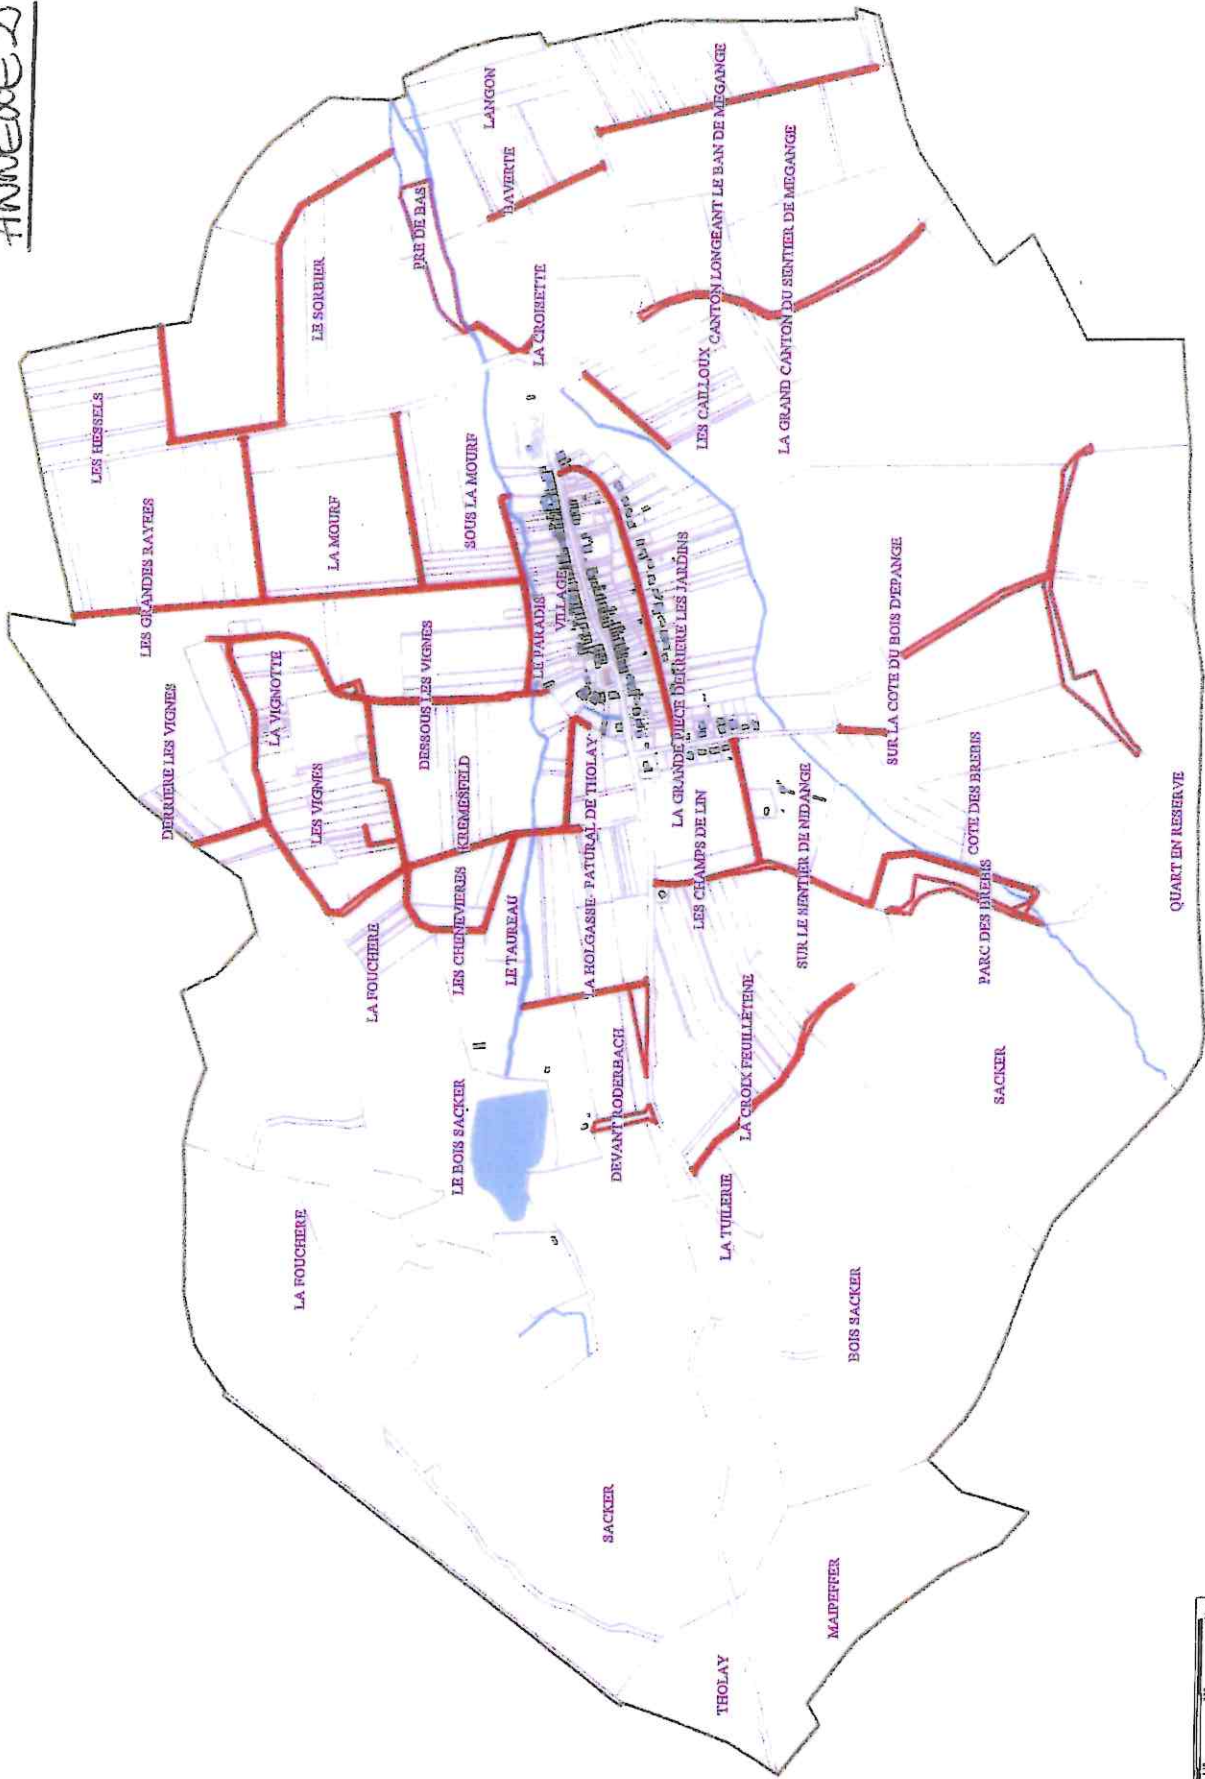 ANNEXE 2
LANGON
BAVERTE
PRE DE BAS
CANTON LONGEANT LE BAN DE MEGANGE
LA GRAND CANTON DU SENTIER DE MEGANGE
LE SORBIER
LA CROISETTE
LES CAILLOUX
LES HESSELS
LES GRANDES RAYEES
LA MOURF
SOUS LA MOURF
LE PARADIS
VILLAGE
LA GRANDE PIECE DERRIERE LES JARDINS
SUR LA COTE DU BOIS D'EPANGE
DERRIERE LES VIGNES
LA VIGNOTTE
DESSOUS LES VIGNES
LES VIGNES
KREMESFELD
LA HOLGASSE- PATURAL DE THOLAY
LES CHAMPS DE LIN
SUR LE SENTIER DE NIDANGE
COTE DES BREBIS
PARC DES BREBIS
QUART EN RESERVE
LA FOUCHERE
LES CHENEVIERES
LE TAUREAU
DEVANT RODERBACH
LA CROIX FEUILLETENE
SACKER
LE BOIS SACKER
LA TUILERIE
LA FOUCHERE
BOIS SACKER
SACKER
MAIPEFFER
THOLAY